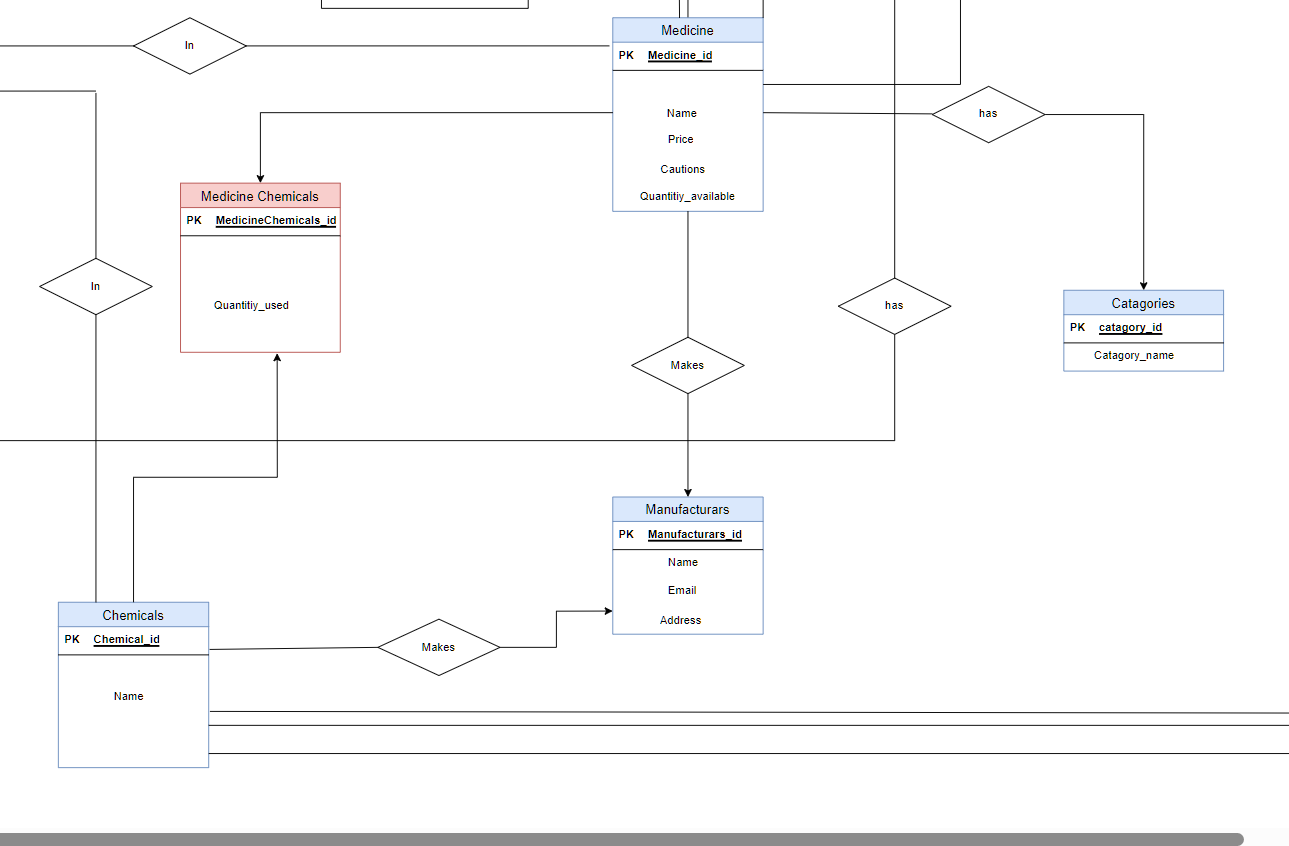 In
Medicine
PK Medicine_id
Name
Price
Cautions
Quantitiy_available
has
Medicine Chemicals
PK MedicineChemicals_id
Quantitiy_used
In
has
Catagories
PK catagory_id
Catagory_name
Makes
Manufacturars
PK Manufacturars_id
Name
Email
Address
Chemicals
PK Chemical_id
Name
Makes